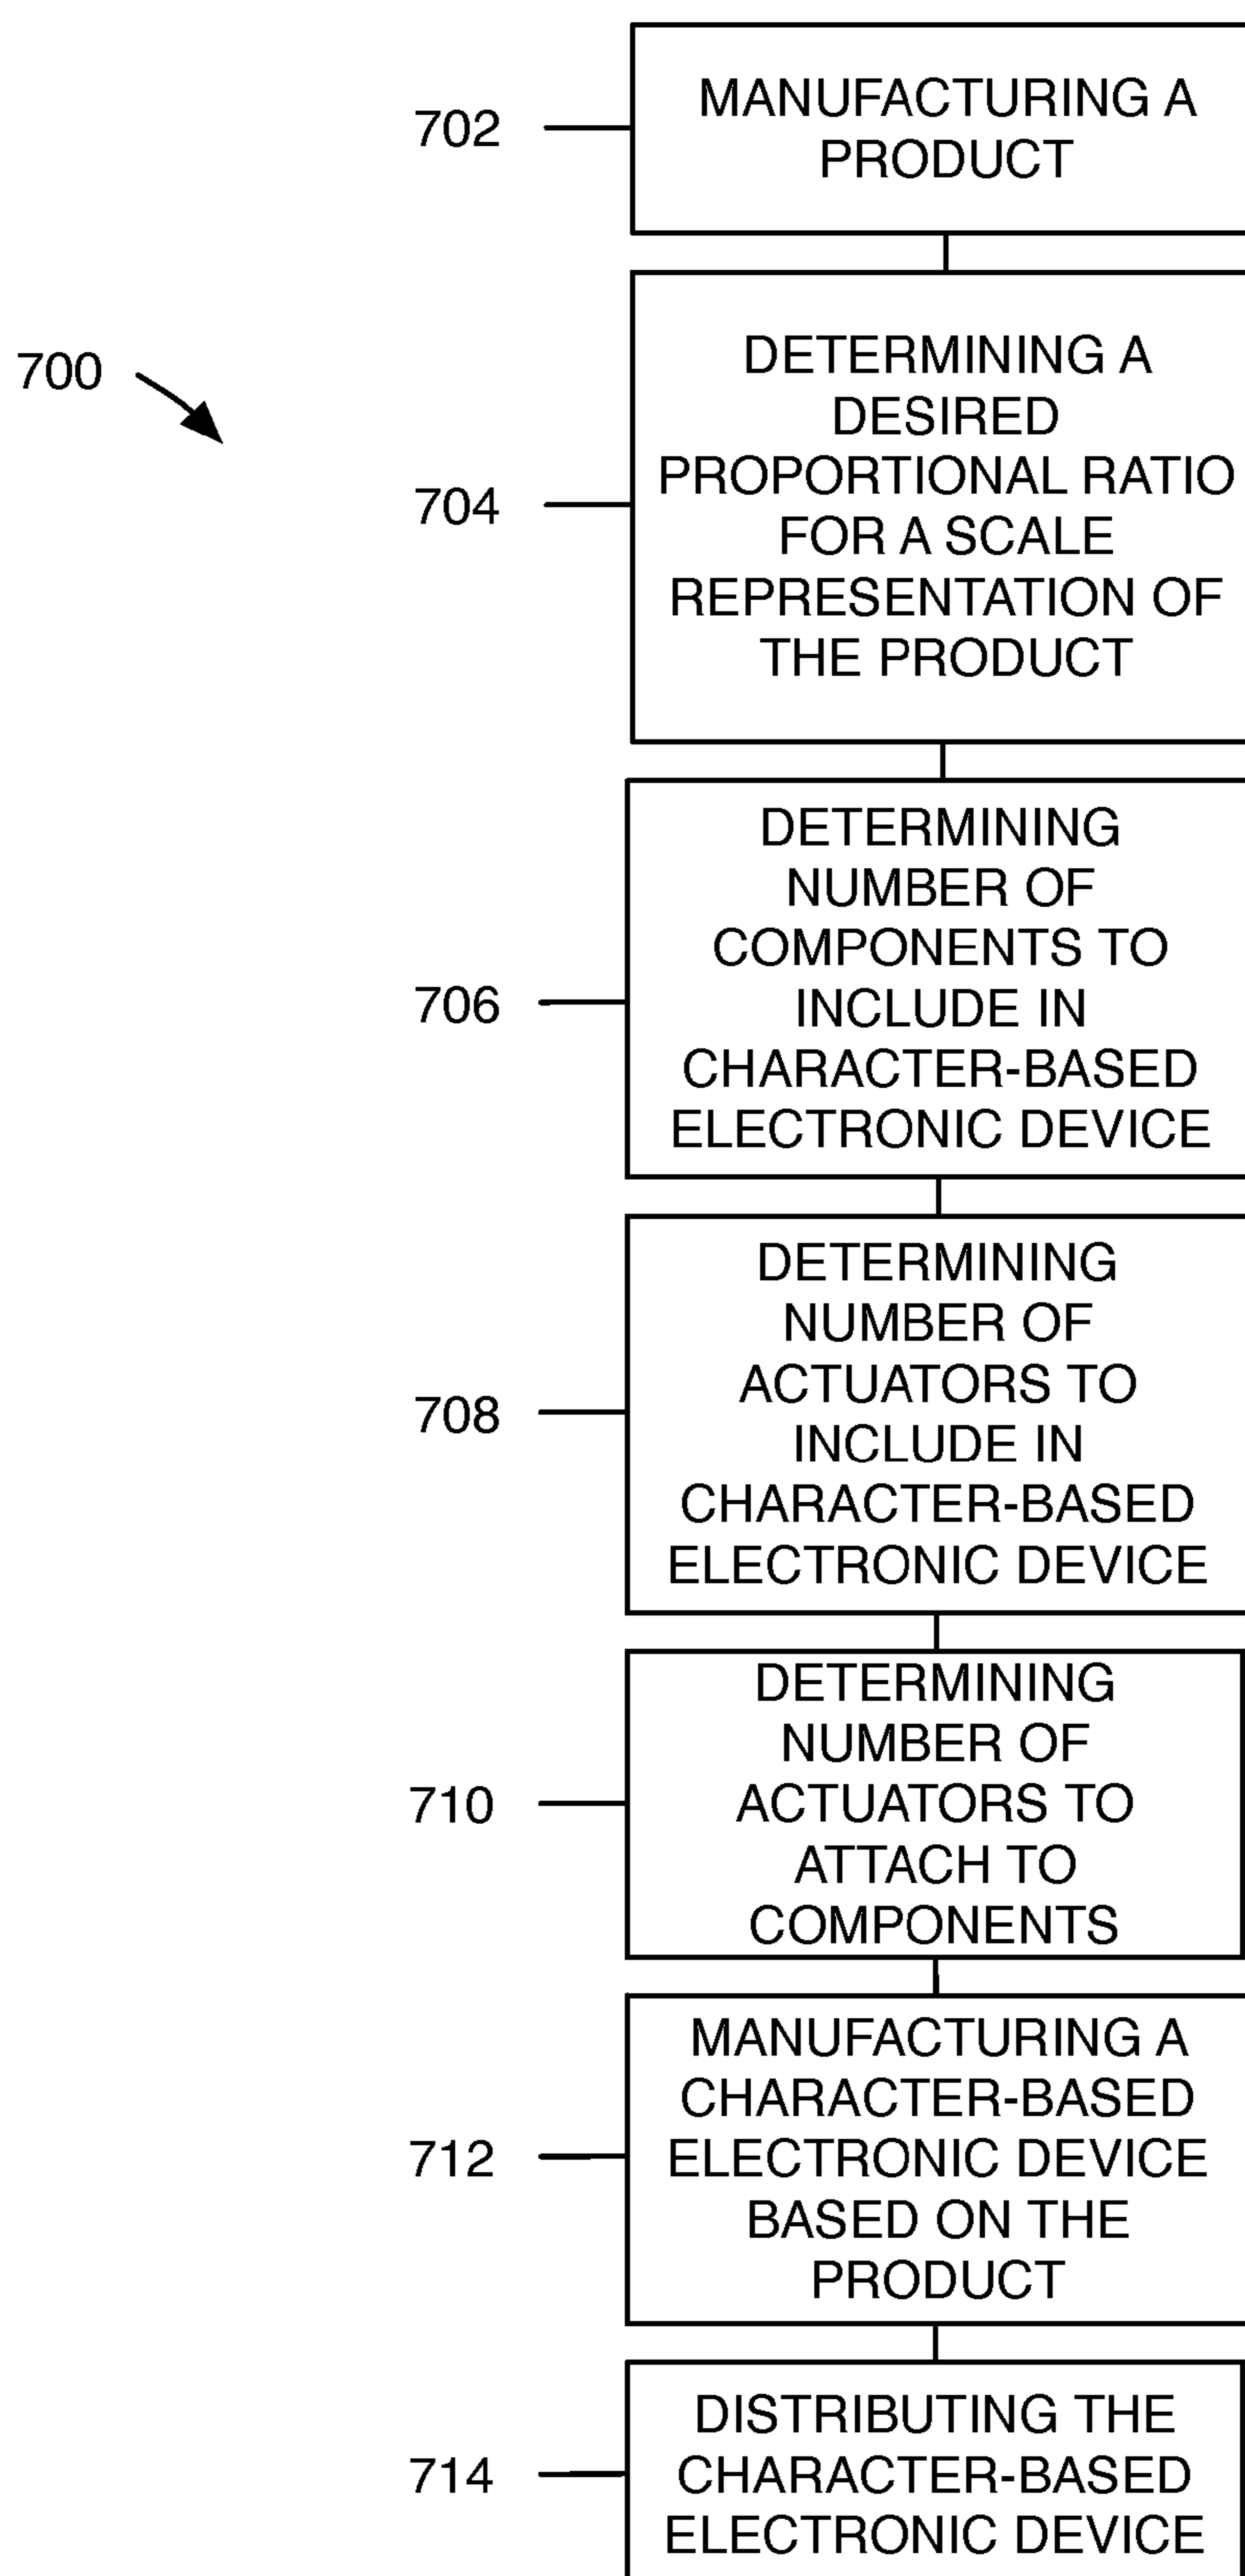 702
MANUFACTURING A
PRODUCT
700
704
DETERMINING A
DESIRED
PROPORTIONAL RATIO
FOR A SCALE
REPRESENTATION OF
THE PRODUCT
706
DETERMINING
NUMBER OF
COMPONENTS TO
INCLUDE IN
CHARACTER-BASED
ELECTRONIC DEVICE
708
DETERMINING
NUMBER OF
ACTUATORS TO
INCLUDE IN
CHARACTER-BASED
ELECTRONIC DEVICE
710
DETERMINING
NUMBER OF
ACTUATORS TO
ATTACH TO
COMPONENTS
712
MANUFACTURING A
CHARACTER-BASED
ELECTRONIC DEVICE
BASED ON THE
PRODUCT
714
DISTRIBUTING THE
CHARACTER-BASED
ELECTRONIC DEVICE